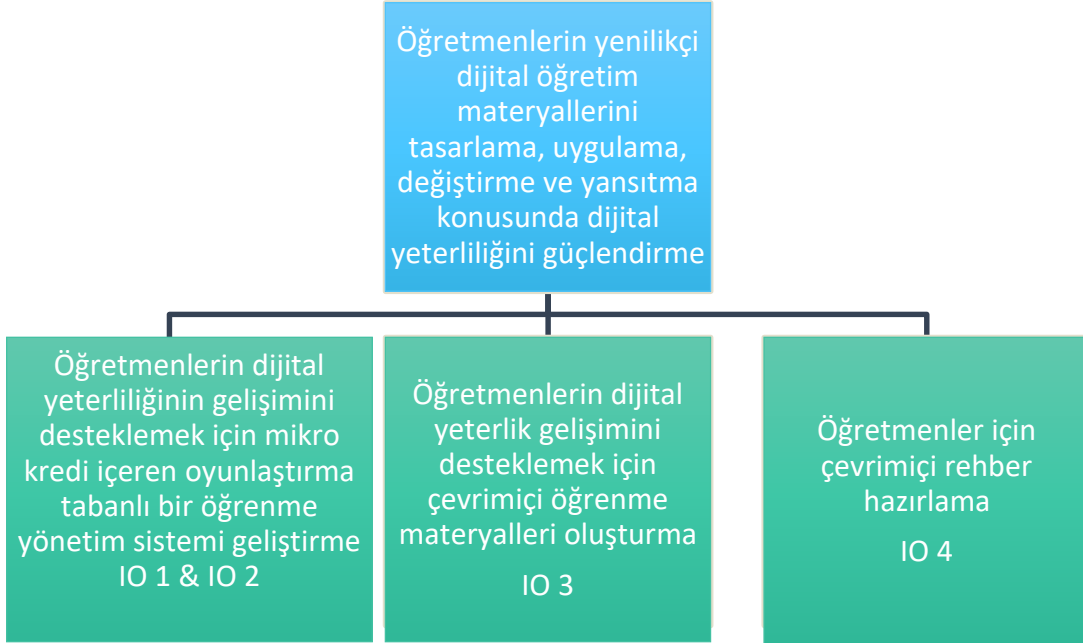 Öğretmenlerin yenilikçi
dijital öğretim
materyallerini
tasarlama, uygulama,
değiştirme ve yansıtma
konusunda dijital
yeterliliğini güçlendirme
Öğretmenlerin dijital
yeterliliğinin gelişimini
desteklemek için mikro
kredi içeren oyunlaştırma
tabanlı bir öğrenme
yönetim sistemi geliştirme
IO 1 & IO 2
Öğretmenlerin dijital
yeterlik gelişimini
desteklemek için
çevrimiçi öğrenme
materyalleri oluşturma
IO 3
Öğretmenler için
çevrimiçi rehber
hazırlama
IO 4